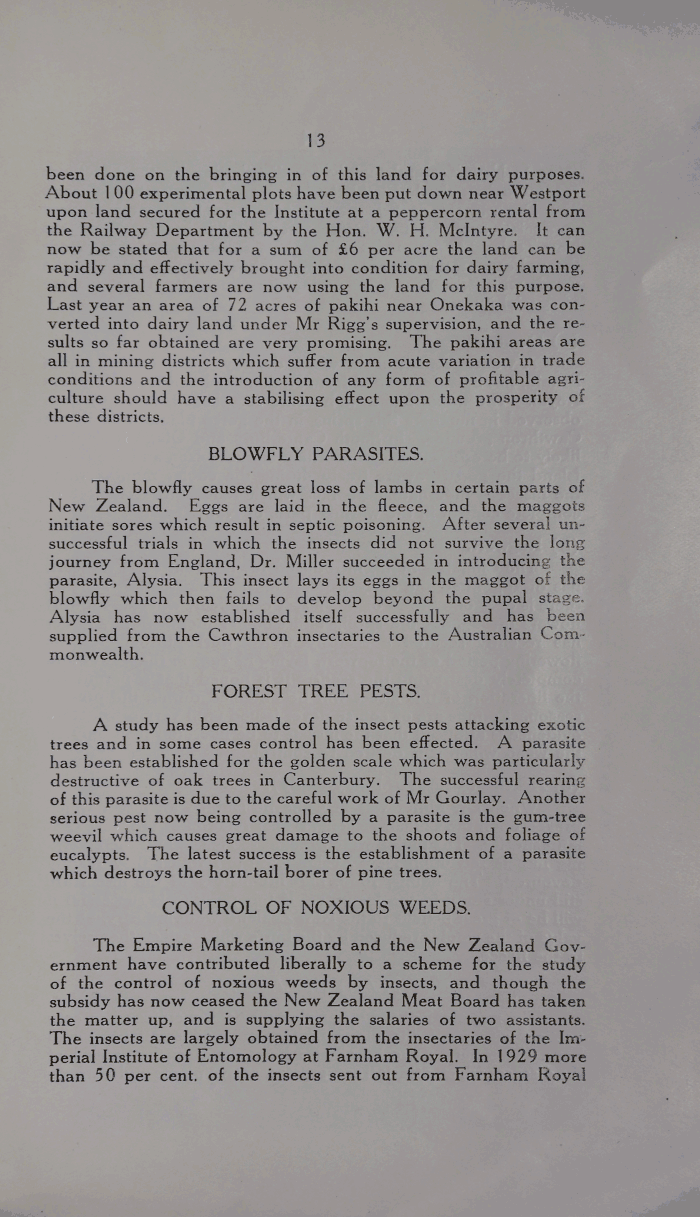 13
been done on the bringing in of this land for dairy purposes.
About 100 experimental plots have been put down near Westport
upon land secured for the Institute at a peppercorn rental from
the Railway Department by the Hon. W. H. McIntyre. It can
now be stated that for a sum of £6 per acre the land can be
rapidly and effectively brought into condition for dairy farming,
and several farmers are now using the land for this purpose.
Last year an area of 72 acres of pakihi near Onekaka was con-
verted into dairy land under Mr Rigg's supervision, and the re-
sults so far obtained are very promising. The pakihi areas are
all in mining districts which suffer from acute variation in trade
conditions and the introduction of any form of profitable agri-
culture should have a stabilising effect upon the prosperity of
these districts.
BLOWFLY PARASITES.
The blowfly causes great loss of lambs in certain parts of
New Zealand. Eggs are laid in the fleece, and the maggots
initiate sores which result in septic poisoning. After several un-
successful trials in which the insects did not survive the long
journey from England, Dr. Miller succeeded in introducing the
parasite, Alysia. This insect lays its eggs in the maggot of the
blowfly which then fails to develop beyond the pupal stage.
Alysia has now established itself successfully and has been
supplied from the Cawthron insectaries to the Australian Com-
monwealth.
FOREST TREE PESTS.
A study has been made of the insect pests attacking exotic
trees and in some cases control has been effected. A parasite
has been established for the golden scale which was particularly
destructive of oak trees in Canterbury. The successful rearing
of this parasite is due to the careful work of Mr Gourlay. Another
serious pest now being controlled by a parasite is the gum-tree
weevil which causes great damage to the shoots and foliage of
eucalypts. The latest success is the establishment of a parasite
which destroys the horn-tail borer of pine trees.
CONTROL OF NOXIOUS WEEDS.
The Empire Marketing Board and the New Zealand Gov-
ernment have contributed liberally to a scheme for the study
of the control of noxious weeds by insects, and though the
subsidy has now ceased the New Zealand Meat Board has taken
the matter up, and is supplying the salaries of two assistants.
The insects are largely obtained from the insectaries of the Im-
perial Institute of Entomology at Farnham Royal. In 1929 more
than 50 per cent. of the insects sent out from Farnham Royal